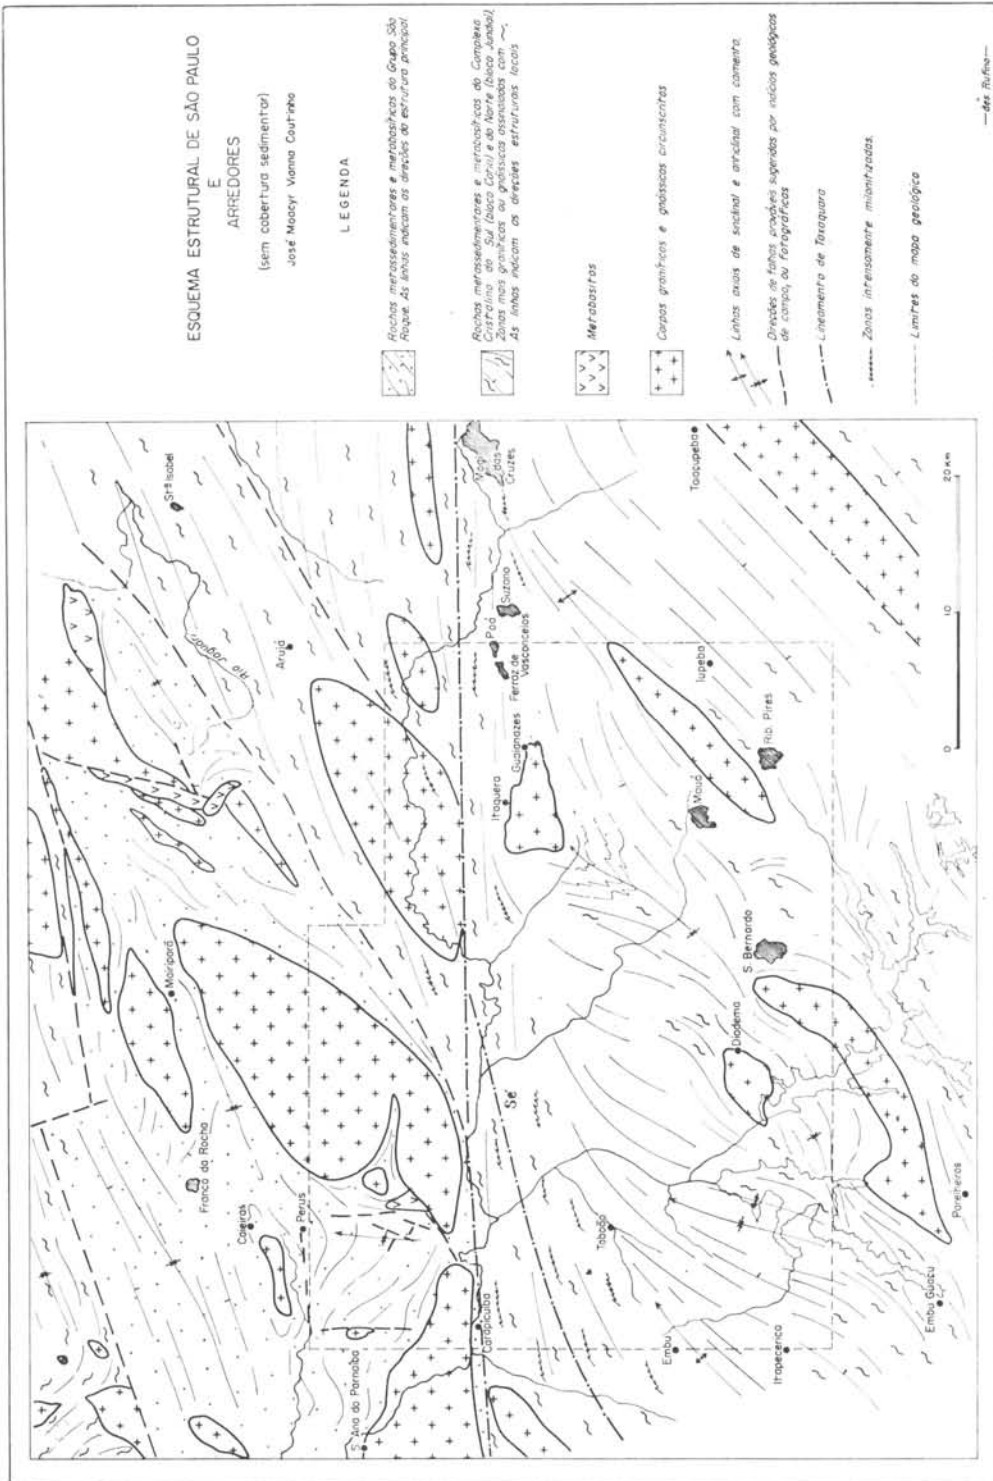 ESQUEMA ESTRUTURAL DE SÃO PAULO
E
ARREDORES
(sem cobertura sedimentar)
José Moacyr Vianna Coutinho
LEGENDA
Rochas metassedimentares e metabasíticas do Grupo São
Roque. As linhas indicam as direções da estrutura principal.
Rochas metassedimentares e metabasitos do Complexo
Cristalino do Sul (bloco Cotia) e do Norte (bloco Jundiaí).
Zonas mais graníticas ou gnáissicas assinaladas com ~.
As linhas indicam as direções estruturais locais
Metabasitos
Corpos graníticos e gnáissicos circunscritos
Linhas axiais de sinclinal e anticlinal com caimento.
Direções de falhas prováveis sugeridas por indícios geológicos
de campo, ou fotográficos
Lineamento de Taxaquara
Zonas intensamente milonitizadas.
Limites do mapa geológico
des Rufino
Stª Isabel
Rio Jaguari
Arujá
Mairiporã
Franco da Rocha
Caieiras
Perus
S. Ana do Parnaíba
Carapicuíba
Mogi
das
Cruzes
Suzano
Poá
Ferraz de
Vasconcelos
Guaianazes
Itaquera
Sé
Taboão
Embu
Itapecerica
Embu Guaçu
Parelheiros
Diadema
S. Bernardo
Mauá
Rib. Pires
Iupeba
Taiaçupeba
0
10
20 Km